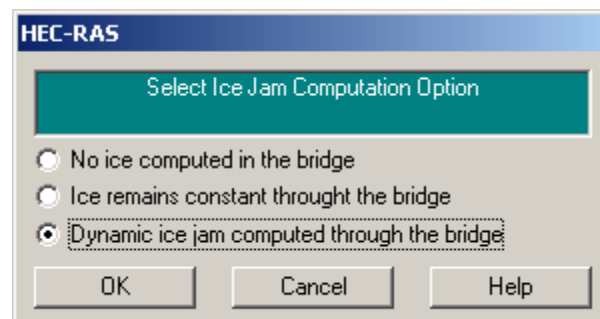 HEC-RAS
Select Ice Jam Computation Option
No ice computed in the bridge
Ice remains constant throught the bridge
Dynamic ice jam computed through the bridge
OK Cancel Help